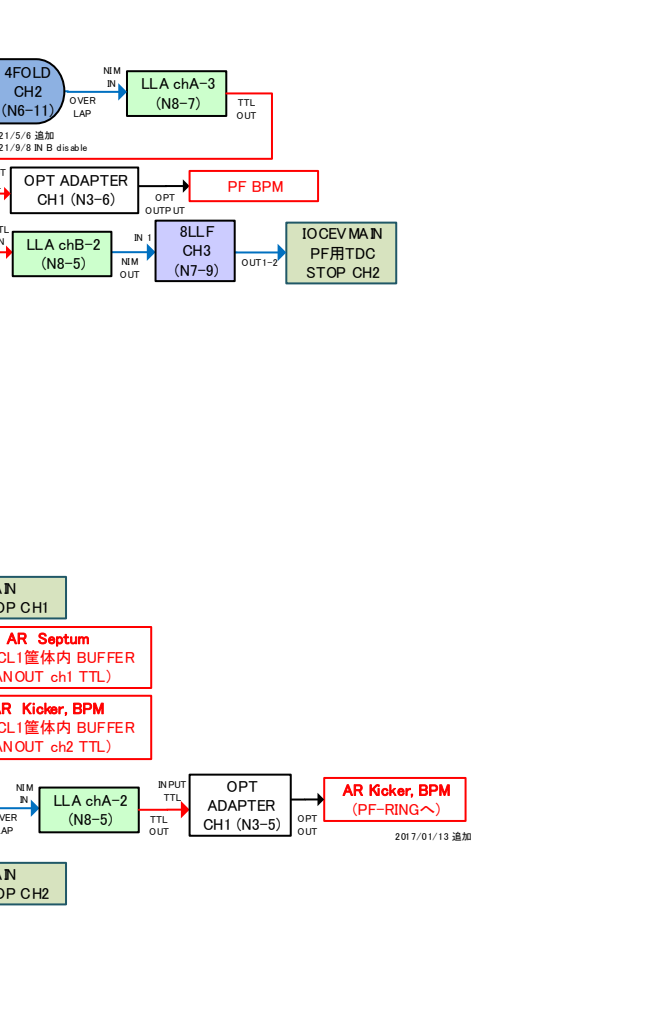 4FOLD
CH2
(N6-11)
OVER
LAP
NIM
IN
LLA chA-3
(N8-7)
TTL
OUT
21/5/6 追加
21/9/8 IN B disable
OPT ADAPTER
CH1 (N3-6)
OPT
OUTPUT
PF BPM
LLA chB-2
(N8-5)
IN 1
NIM
OUT
8LLF
CH3
(N7-9)
OUT1-2
IOCEVMAIN
PF用TDC
STOP CH2
AIN
OP CH1
AR Septum
CL1筐体内 BUFFER
ANOUT ch1 TTL)
R Kicker, BPM
CL1筐体内 BUFFER
ANOUT ch2 TTL)
VER
AP
NIM
IN
LLA chA-2
(N8-5)
INPUT
TTL
TTL
OUT
OPT
ADAPTER
CH1 (N3-5)
OPT
OUT
AR Kicker, BPM
(PF-RINGへ)
2017/01/13 追加
AIN
OP CH2